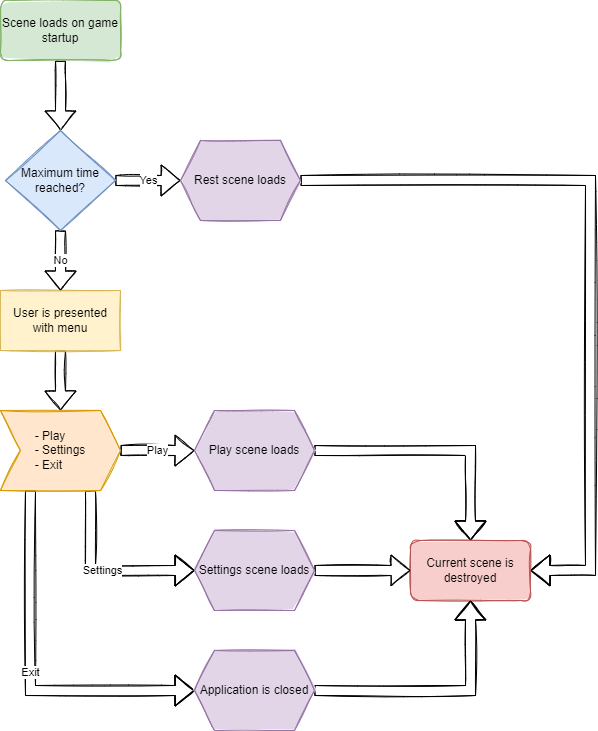 Scene loads on game
startup
Maximum time
reached?
Yes
Rest scene loads
No
User is presented
with menu
- Play
- Settings
- Exit
Play
Play scene loads
Settings
Settings scene loads
Current scene is
destroyed
Exit
Application is closed